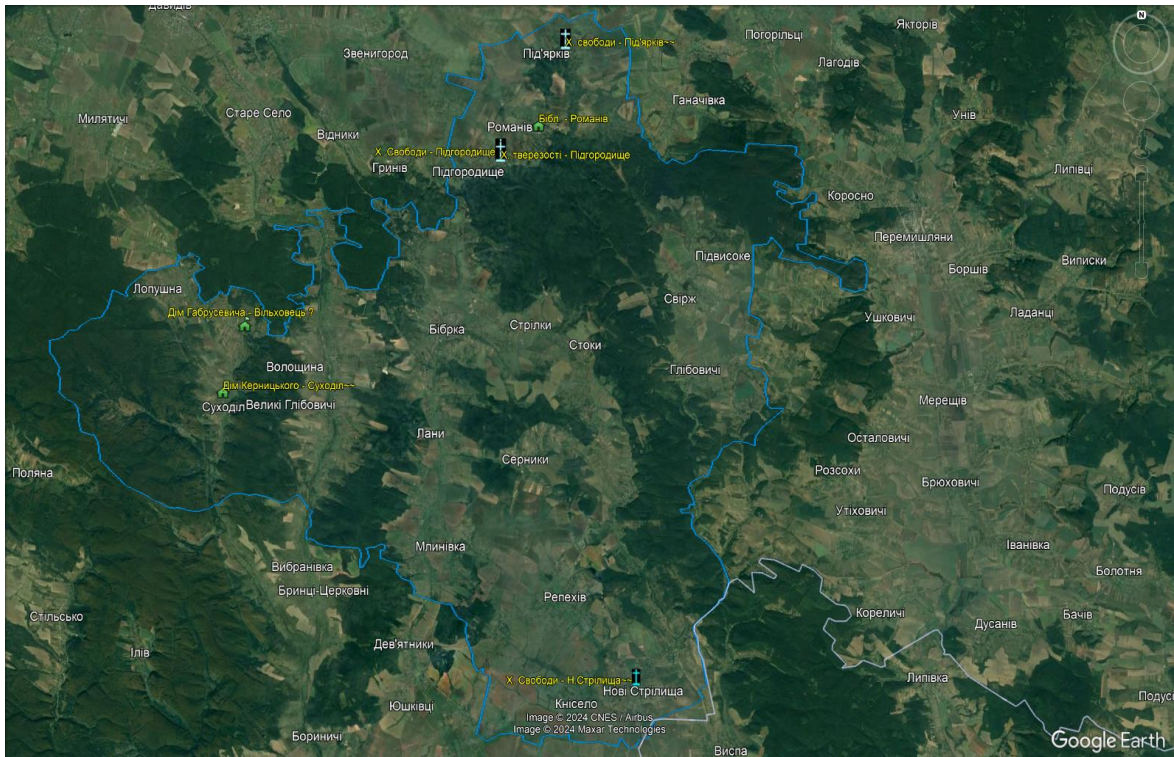 Давидів
Якторів
N
Х. свободи - Під'ярків~~
Погорільці
Звенигород
Під'ярків
Лагодів
Ганачівка
Старе Село
Милятичі
Унів
Бібл. - Романів
Романів
Відники
Х. Свободи - Підгородище
Х. тверезості - Підгородище
Гринів
Підгородище
Липівці
Коросно
Перемишляни
Підвисоке
Виписки
Боршів
Лопушна
Свірж
Дім Габрусевича - Вільховець ?
Ладанці
Ушковичі
Бібрка
Стрілки
Стоки
Волощина
Глібовичі
Дім Керницького - Суходіл~~
Мерещів
Суходіл
Великі Глібовичі
Лани
Осталовичі
Серники
Поляна
Розсохи
Брюховичі
Подусів
Утіховичі
Млинівка
Іванівка
Вибранівка
Болотня
Бринці-Церковні
Репехів
Стільсько
Кореличі
Бачів
Дусанів
Дев'ятники
Ілів
Х. Свободи - Н.Стрілища~~
Липівка
Нові Стрілища
Подусі
Кнісело
Юшківці
Image © 2024 CNES / Airbus
Image © 2024 Maxar Technologies
Бориничі
Виспа
Google Earth